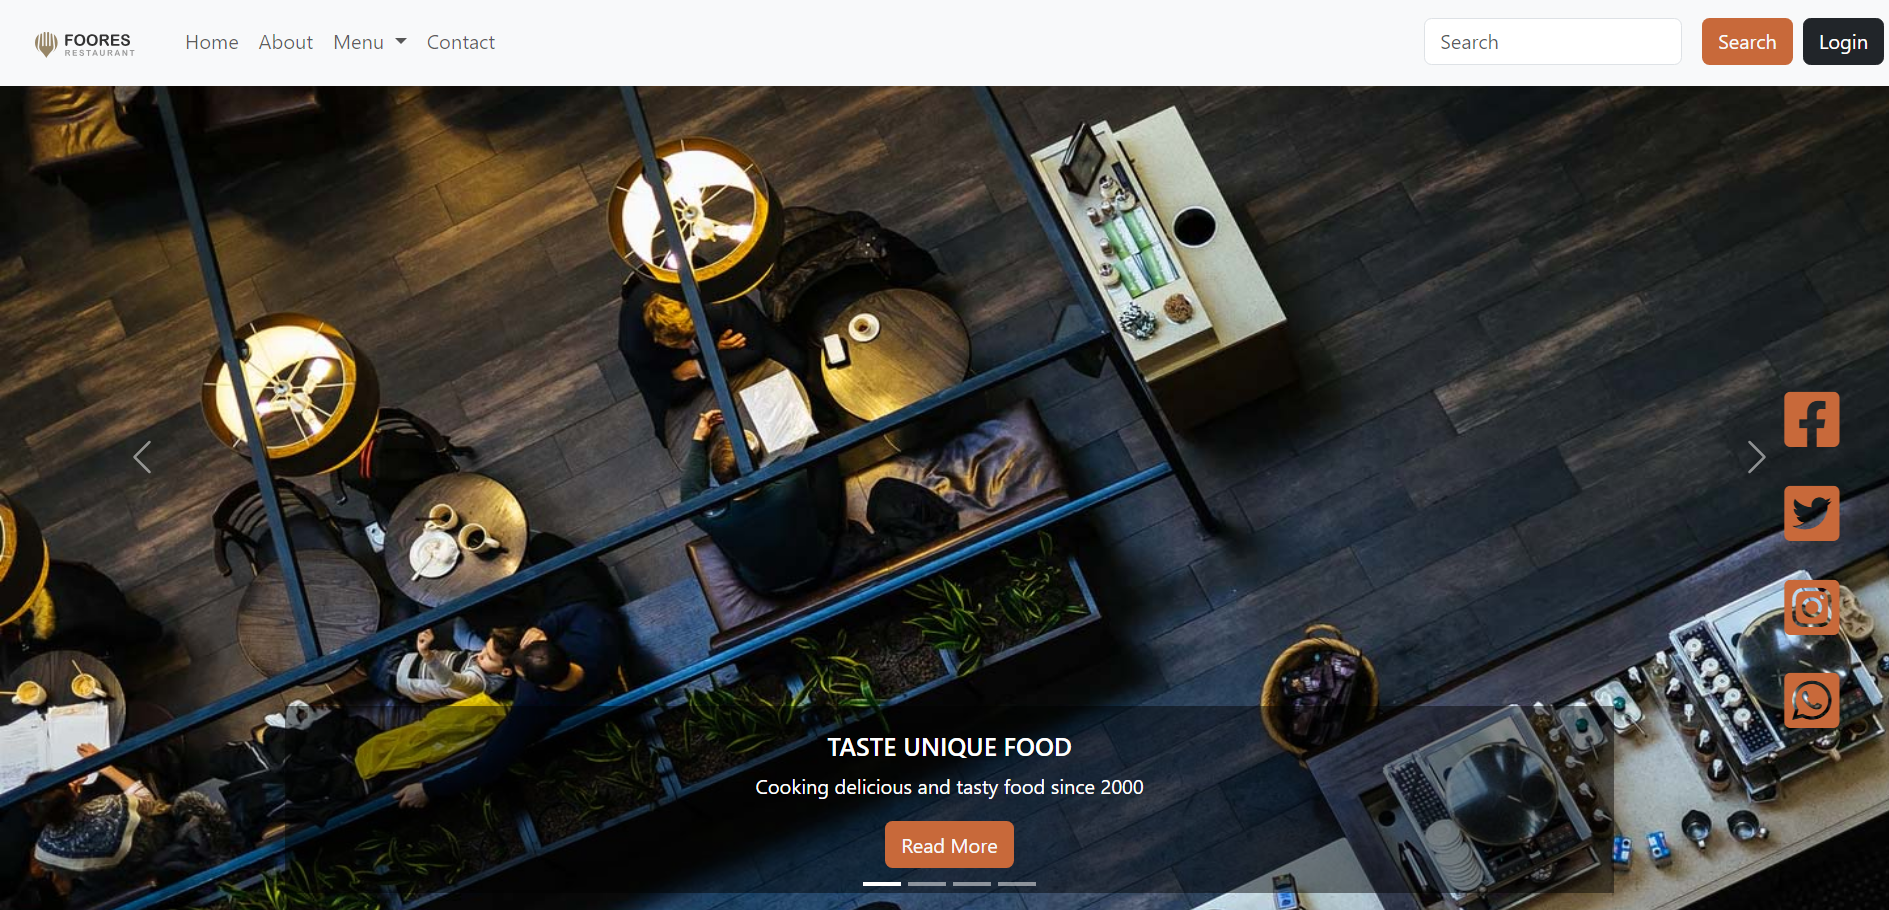 FOORES
RESTAURANT
Home About Menu Contact
Search Search Login
TASTE UNIQUE FOOD
Cooking delicious and tasty food since 2000
Read More